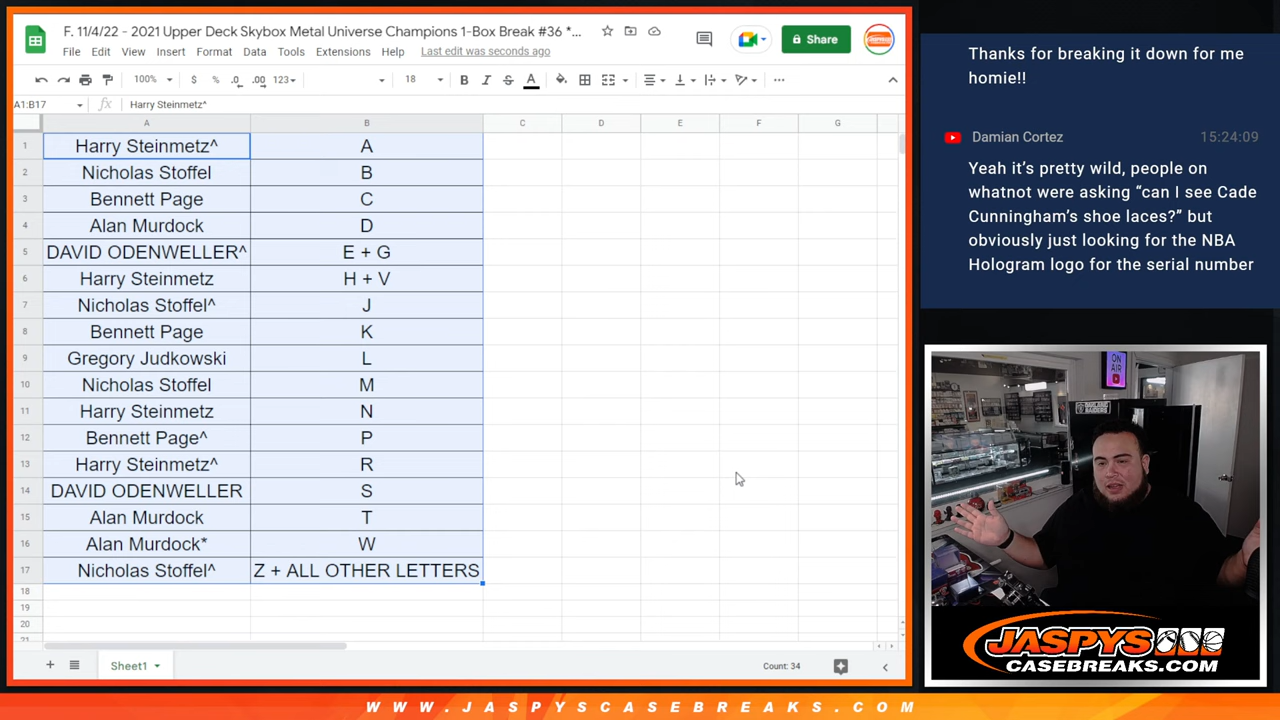 F. 11/4/22 - 2021 Upper Deck Skybox Metal Universe Champions 1-Box Break #36 *...
File Edit View Insert Format Data Tools Extensions Help Last edit was seconds ago
Share
100% $ % .0 .00 123 18 B I S A
A1:B17 fx Harry Steinmetz^
A B C D E F G
1 Harry Steinmetz^ A
2 Nicholas Stoffel B
3 Bennett Page C
4 Alan Murdock D
5 DAVID ODENWELLER^ E + G
6 Harry Steinmetz H + V
7 Nicholas Stoffel^ J
8 Bennett Page K
9 Gregory Judkowski L
10 Nicholas Stoffel M
11 Harry Steinmetz N
12 Bennett Page^ P
13 Harry Steinmetz^ R
14 DAVID ODENWELLER S
15 Alan Murdock T
16 Alan Murdock* W
17 Nicholas Stoffel^ Z + ALL OTHER LETTERS
18
19
20
21
Sheet1
Count: 34
Thanks for breaking it down for me
homie!!
Damian Cortez 15:24:09
Yeah it’s pretty wild, people on
whatnot were asking “can I see Cade
Cunningham’s shoe laces?” but
obviously just looking for the NBA
Hologram logo for the serial number
ON
AIR
JASPYS
CASEBREAKS.COM
WWW.JASPYSCASEBREAKS.COM